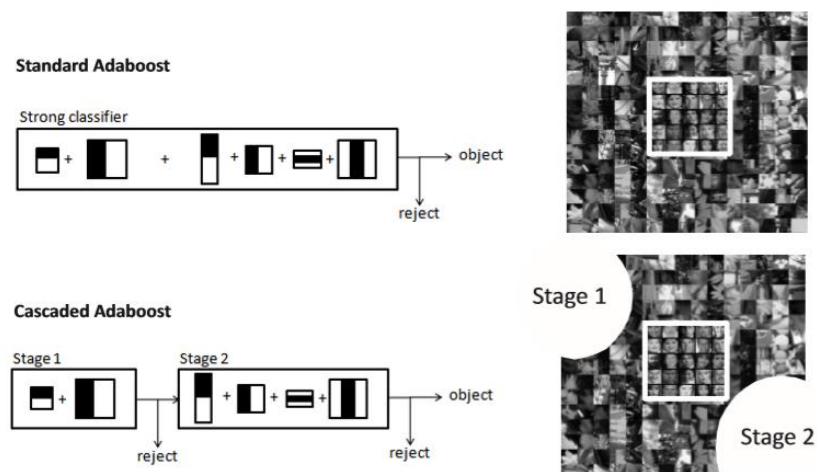 Standard Adaboost
Strong classifier
+ + + + +
object
reject
Cascaded Adaboost
Stage 1
+
reject
Stage 2
+ + +
object
reject
Stage 1
Stage 2